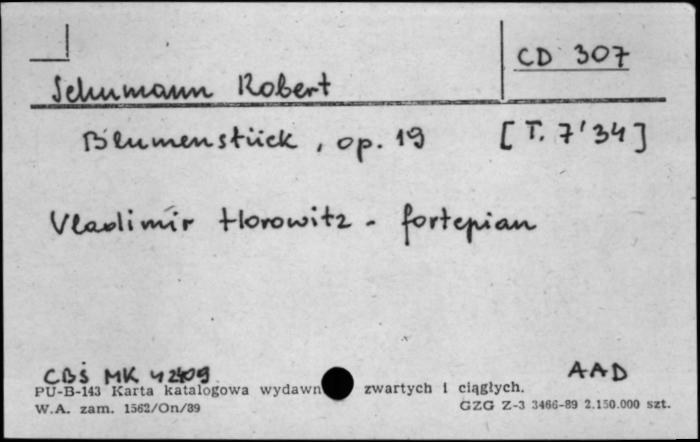 CD 307
Schumann Robert
Blumenstück, op. 19 [T. 7'34]
Vladimir Horowitz - fortepian
CBŚ MK 42409 AAD
PU-B-143 Karta katalogowa wydawn zwartych i ciągłych.
W.A. zam. 1562/On/89 GZG Z-3 3466-89 2.150.000 szt.